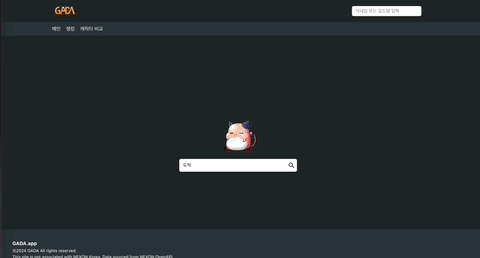 GADA
닉네임 또는 길드명 입력
메인 랭킹 캐릭터 비교
도적
GADA.app
©2024 GADA All rights reserved.
This site is not associated with NEXON Korea. Data sourced from NEXON OpenAPI.